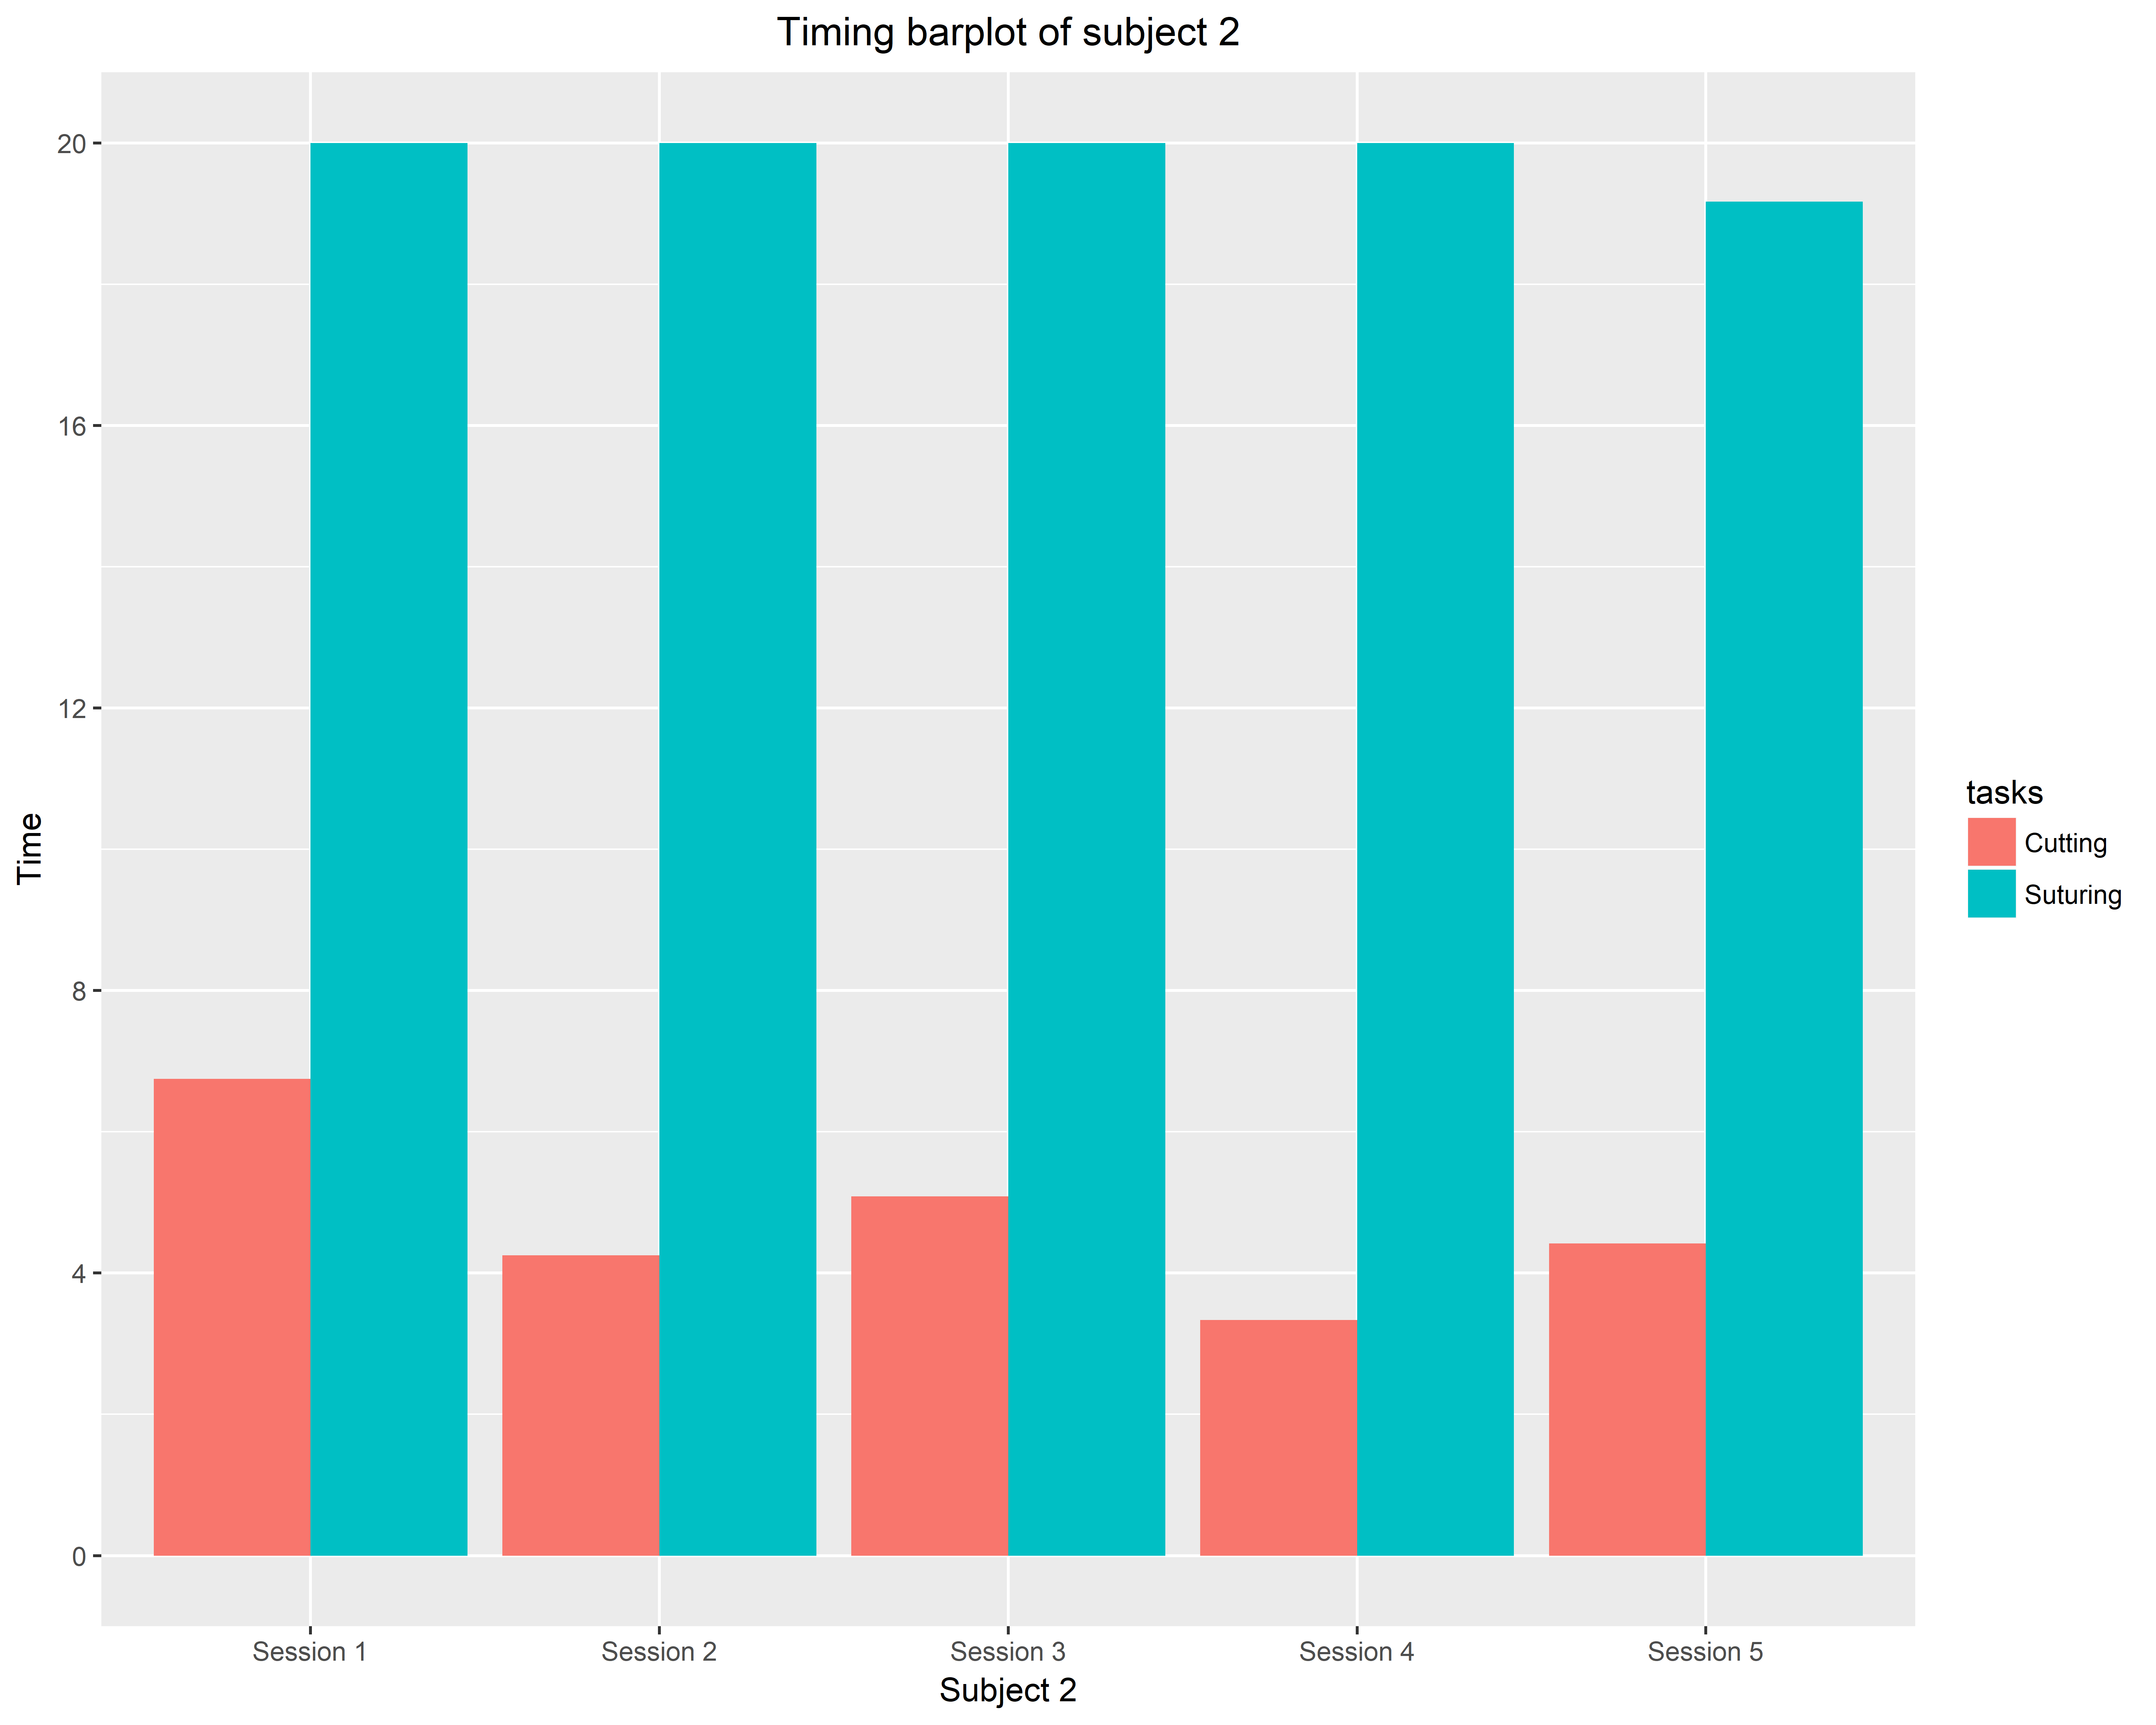 Timing barplot of subject 2
20
16
12
8
4
0
Time
Session 1
Session 2
Session 3
Session 4
Session 5
Subject 2
tasks
Cutting
Suturing